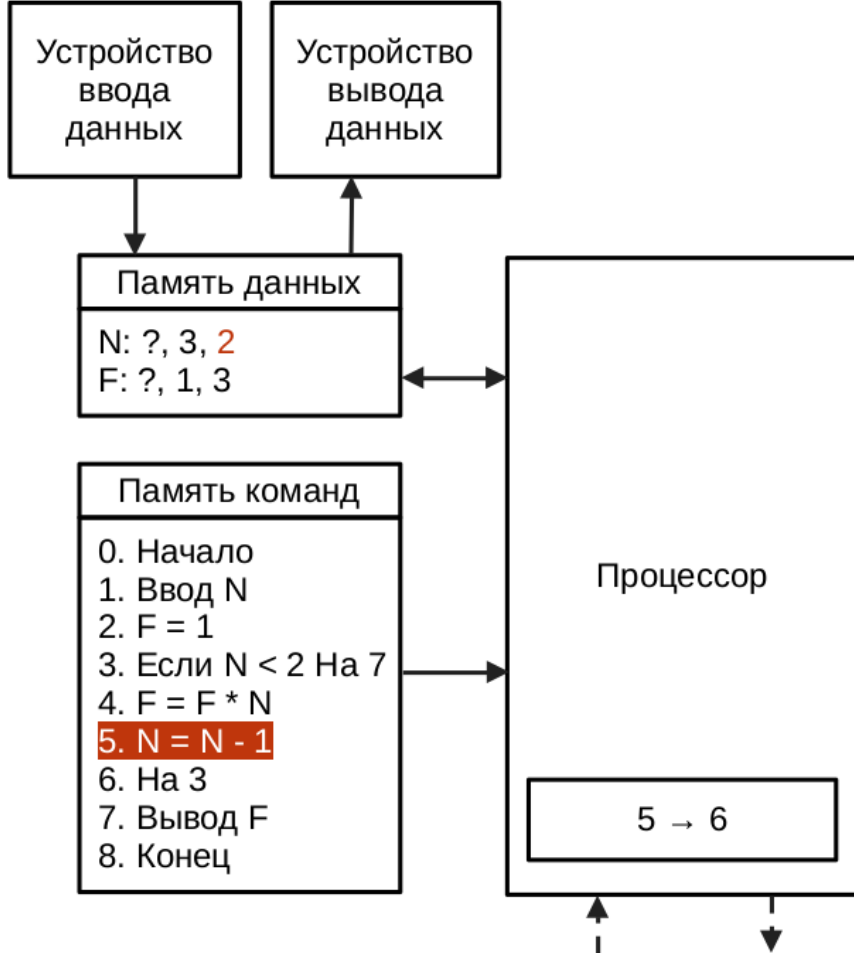 Устройство
ввода
данных
Устройство
вывода
данных
Память данных
N: ?, 3, 2
F: ?, 1, 3
Память команд
0. Начало
1. Ввод N
2. F = 1
3. Если N < 2 На 7
4. F = F * N
5. N = N - 1
6. На 3
7. Вывод F
8. Конец
Процессор
5 → 6